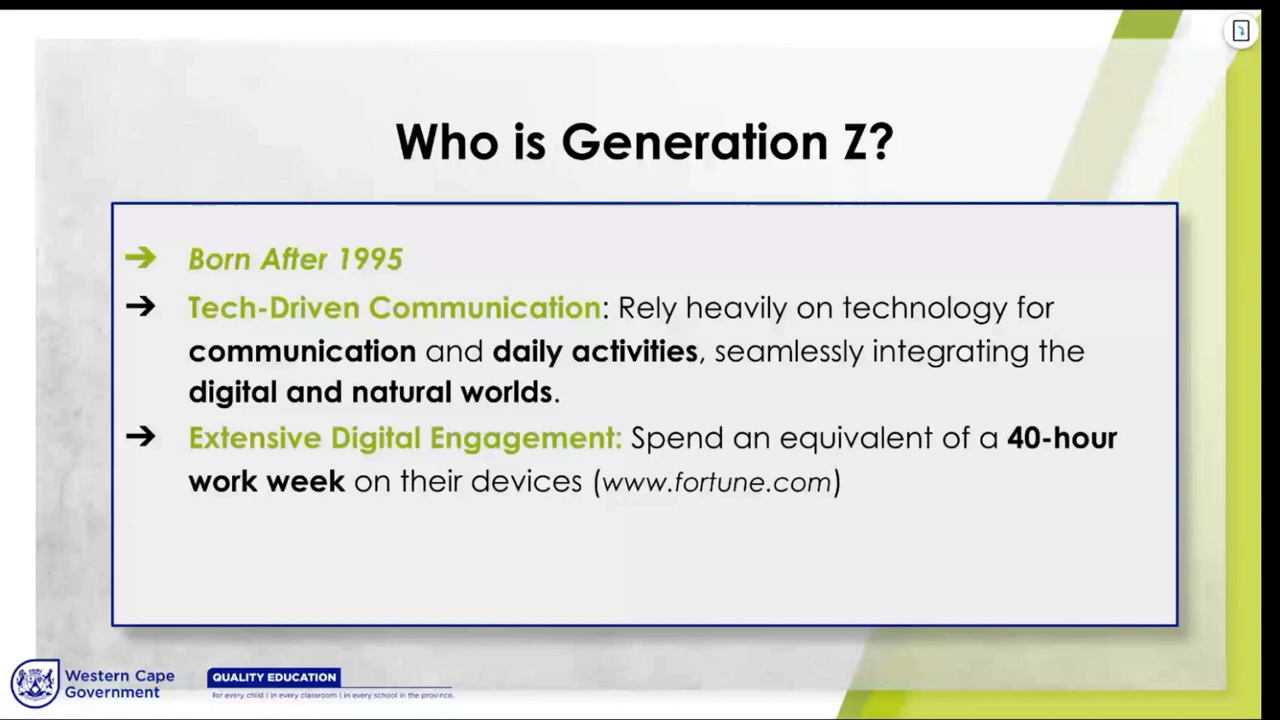 Who is Generation Z?
➔ Born After 1995
➔ Tech-Driven Communication: Rely heavily on technology for
communication and daily activities, seamlessly integrating the
digital and natural worlds.
➔ Extensive Digital Engagement: Spend an equivalent of a 40-hour
work week on their devices (www.fortune.com)
Western Cape
Government
QUALITY EDUCATION
for every child | in every classroom | in every school in the province.